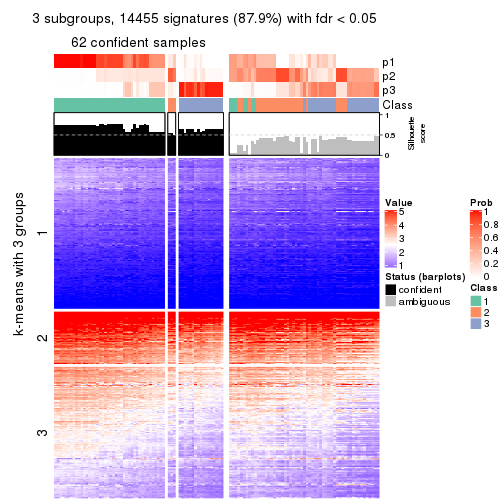 3 subgroups, 14455 signatures (87.9%) with fdr < 0.05
62 confident samples
p1
p2
p3
Class
1
0.5
0
Silhouette
score
k-means with 3 groups
1
2
3
Value
5
4
3
2
1
Status (barplots)
confident
ambiguous
Prob
1
0.8
0.6
0.4
0.2
0
Class
1
2
3